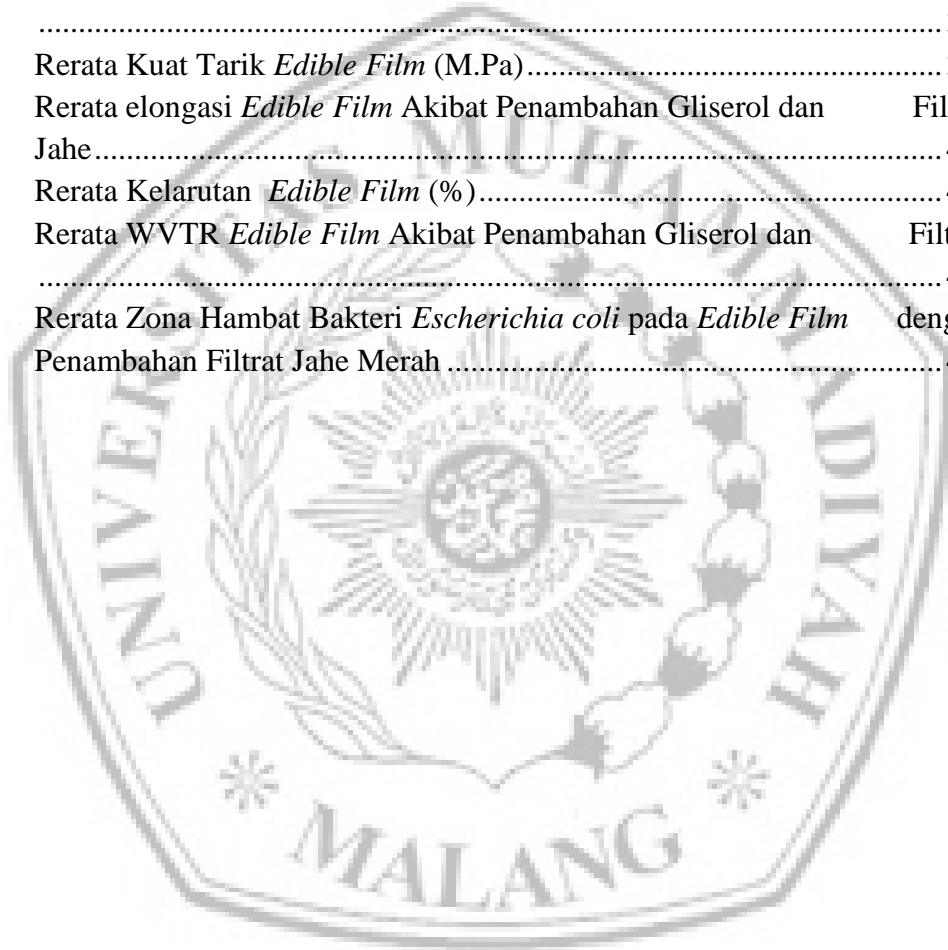 ........................................................................................................
Rerata Kuat Tarik Edible Film (M.Pa)................................................
Rerata elongasi Edible Film Akibat Penambahan Gliserol dan Fil
Jahe..................................................................................................
Rerata Kelarutan Edible Film (%).....................................................
Rerata WVTR Edible Film Akibat Penambahan Gliserol dan Filt
........................................................................................................
Rerata Zona Hambat Bakteri Escherichia coli pada Edible Film deng
Penambahan Filtrat Jahe Merah .........................................................
UNIVERSITAS MUHAMMADIYAH
MALANG